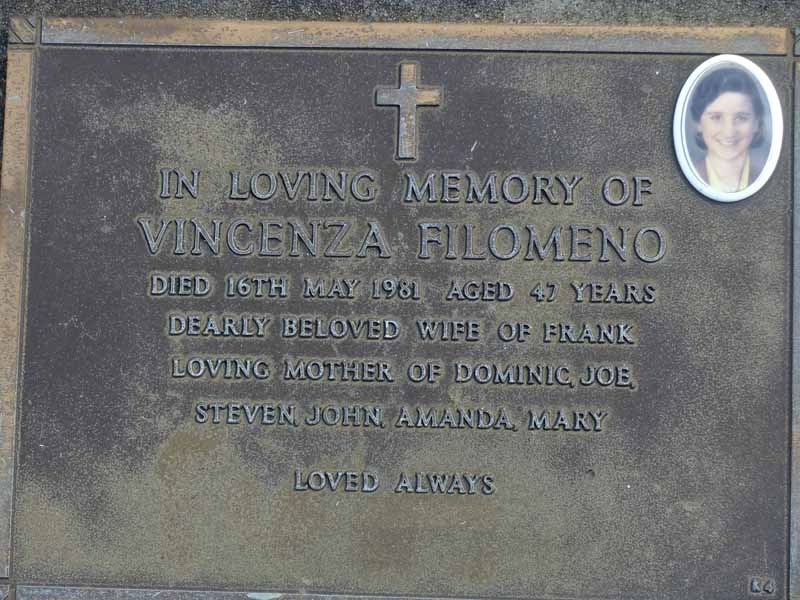 IN LOVING MEMORY OF
VINCENZA FILOMENO
DIED 16TH MAY 1981 AGED 47 YEARS
DEARLY BELOVED WIFE OF FRANK
LOVING MOTHER OF DOMINIC, JOE,
STEVEN, JOHN, AMANDA, MARY
LOVED ALWAYS
K4